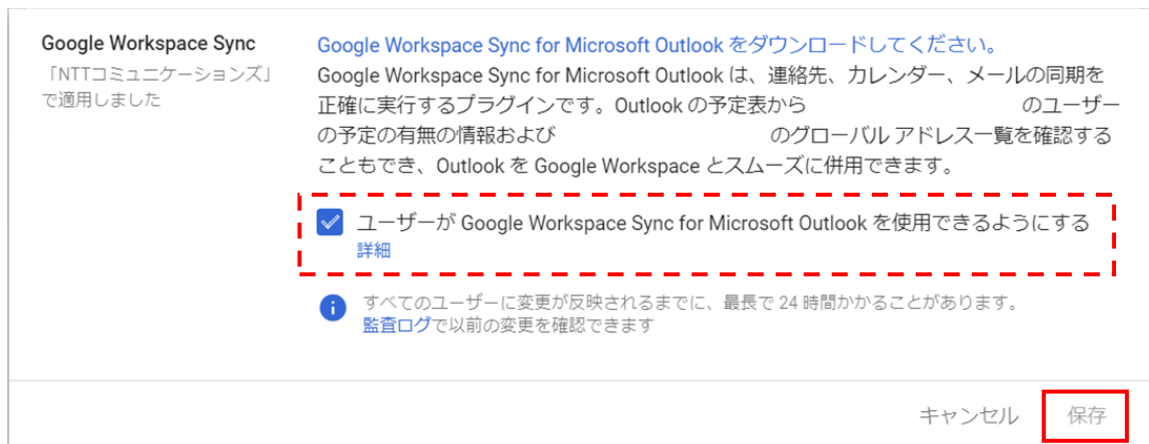 Google Workspace Sync
「NTTコミュニケーションズ」
で適用しました
Google Workspace Sync for Microsoft Outlook をダウンロードしてください。
Google Workspace Sync for Microsoft Outlook は、連絡先、カレンダー、メールの同期を
正確に実行するプラグインです。Outlook の予定表から のユーザー
の予定の有無の情報および のグローバル アドレス一覧を確認する
こともでき、Outlook を Google Workspace とスムーズに併用できます。
ユーザーが Google Workspace Sync for Microsoft Outlook を使用できるようにする
詳細
すべてのユーザーに変更が反映されるまでに、最長で 24 時間かかることがあります。
監査ログで以前の変更を確認できます
キャンセル 保存